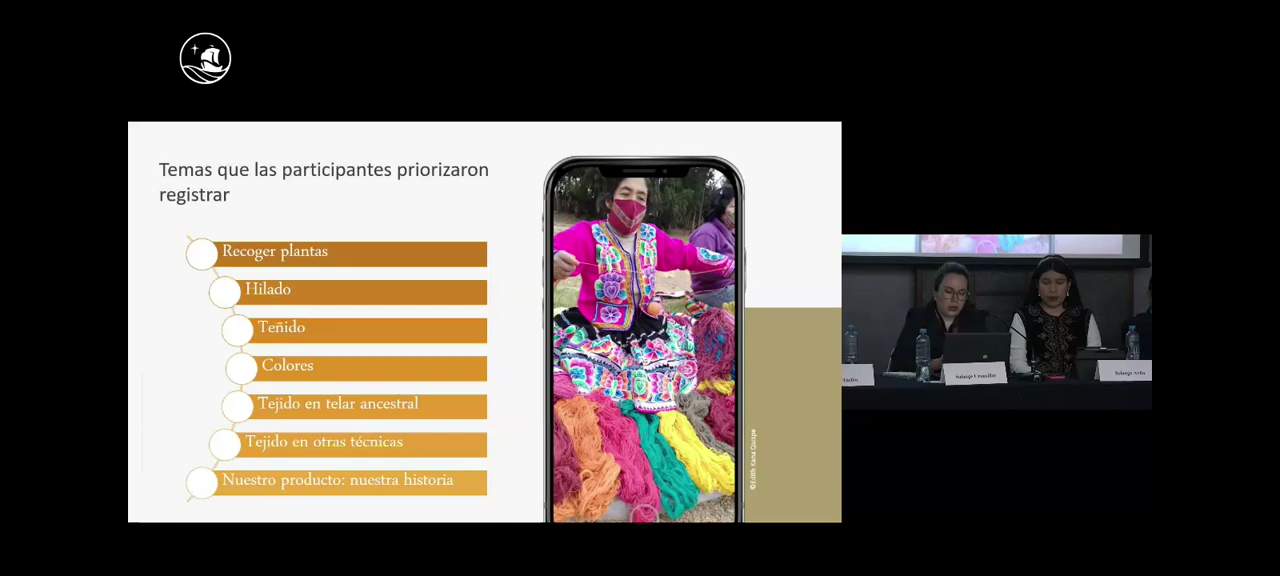 Temas que las participantes priorizaron
registrar
Recoger plantas
Hilado
Teñido
Colores
Tejido en telar ancestral
Tejido en otras técnicas
Nuestro producto: nuestra historia
Solange